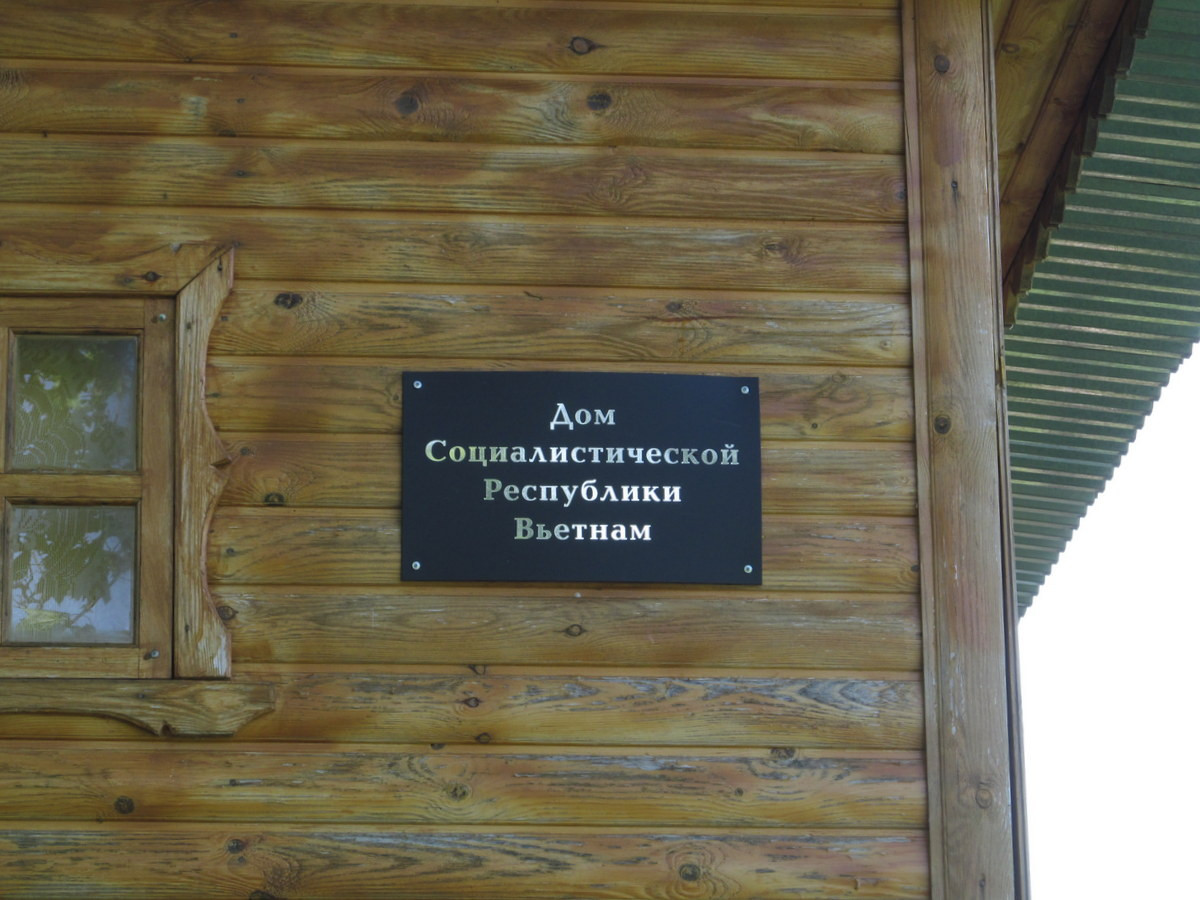 Дом
Социалистической
Республики
Вьетнам